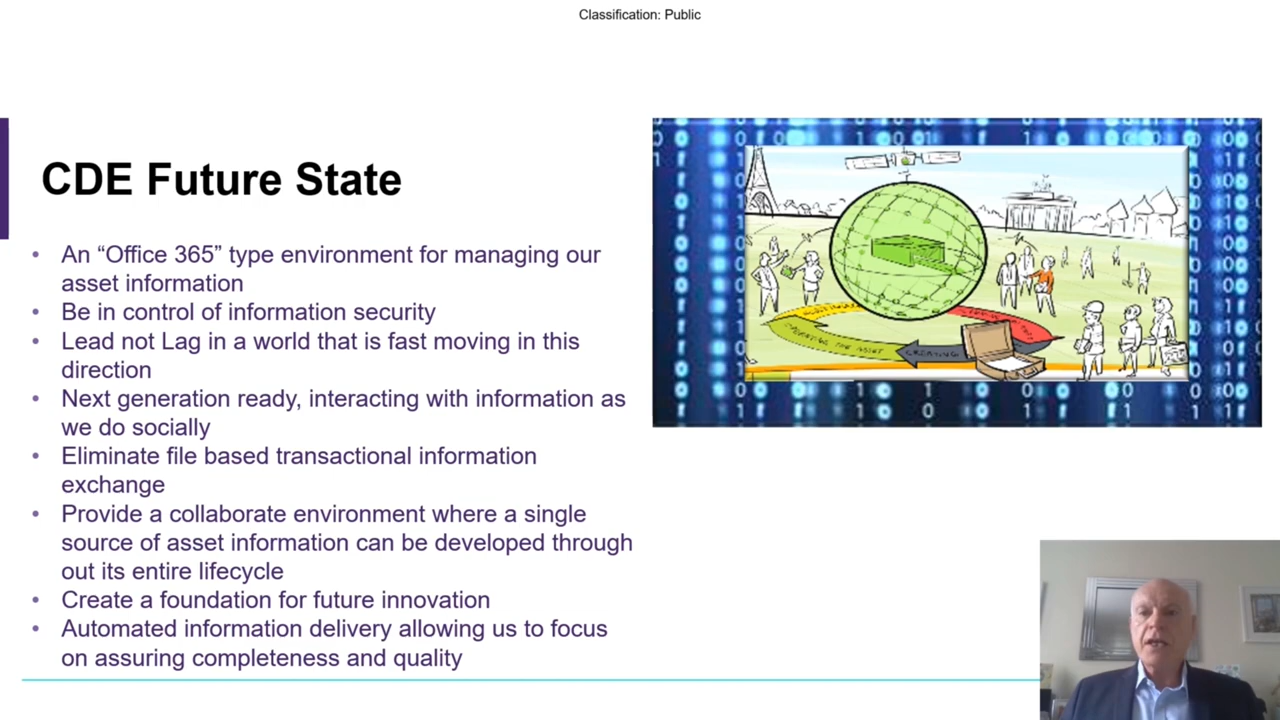 Classification: Public
CDE Future State
• An “Office 365” type environment for managing our
asset information
• Be in control of information security
• Lead not Lag in a world that is fast moving in this
direction
• Next generation ready, interacting with information as
we do socially
• Eliminate file based transactional information
exchange
• Provide a collaborate environment where a single
source of asset information can be developed through
out its entire lifecycle
• Create a foundation for future innovation
• Automated information delivery allowing us to focus
on assuring completeness and quality
OPERATING THE ASSET